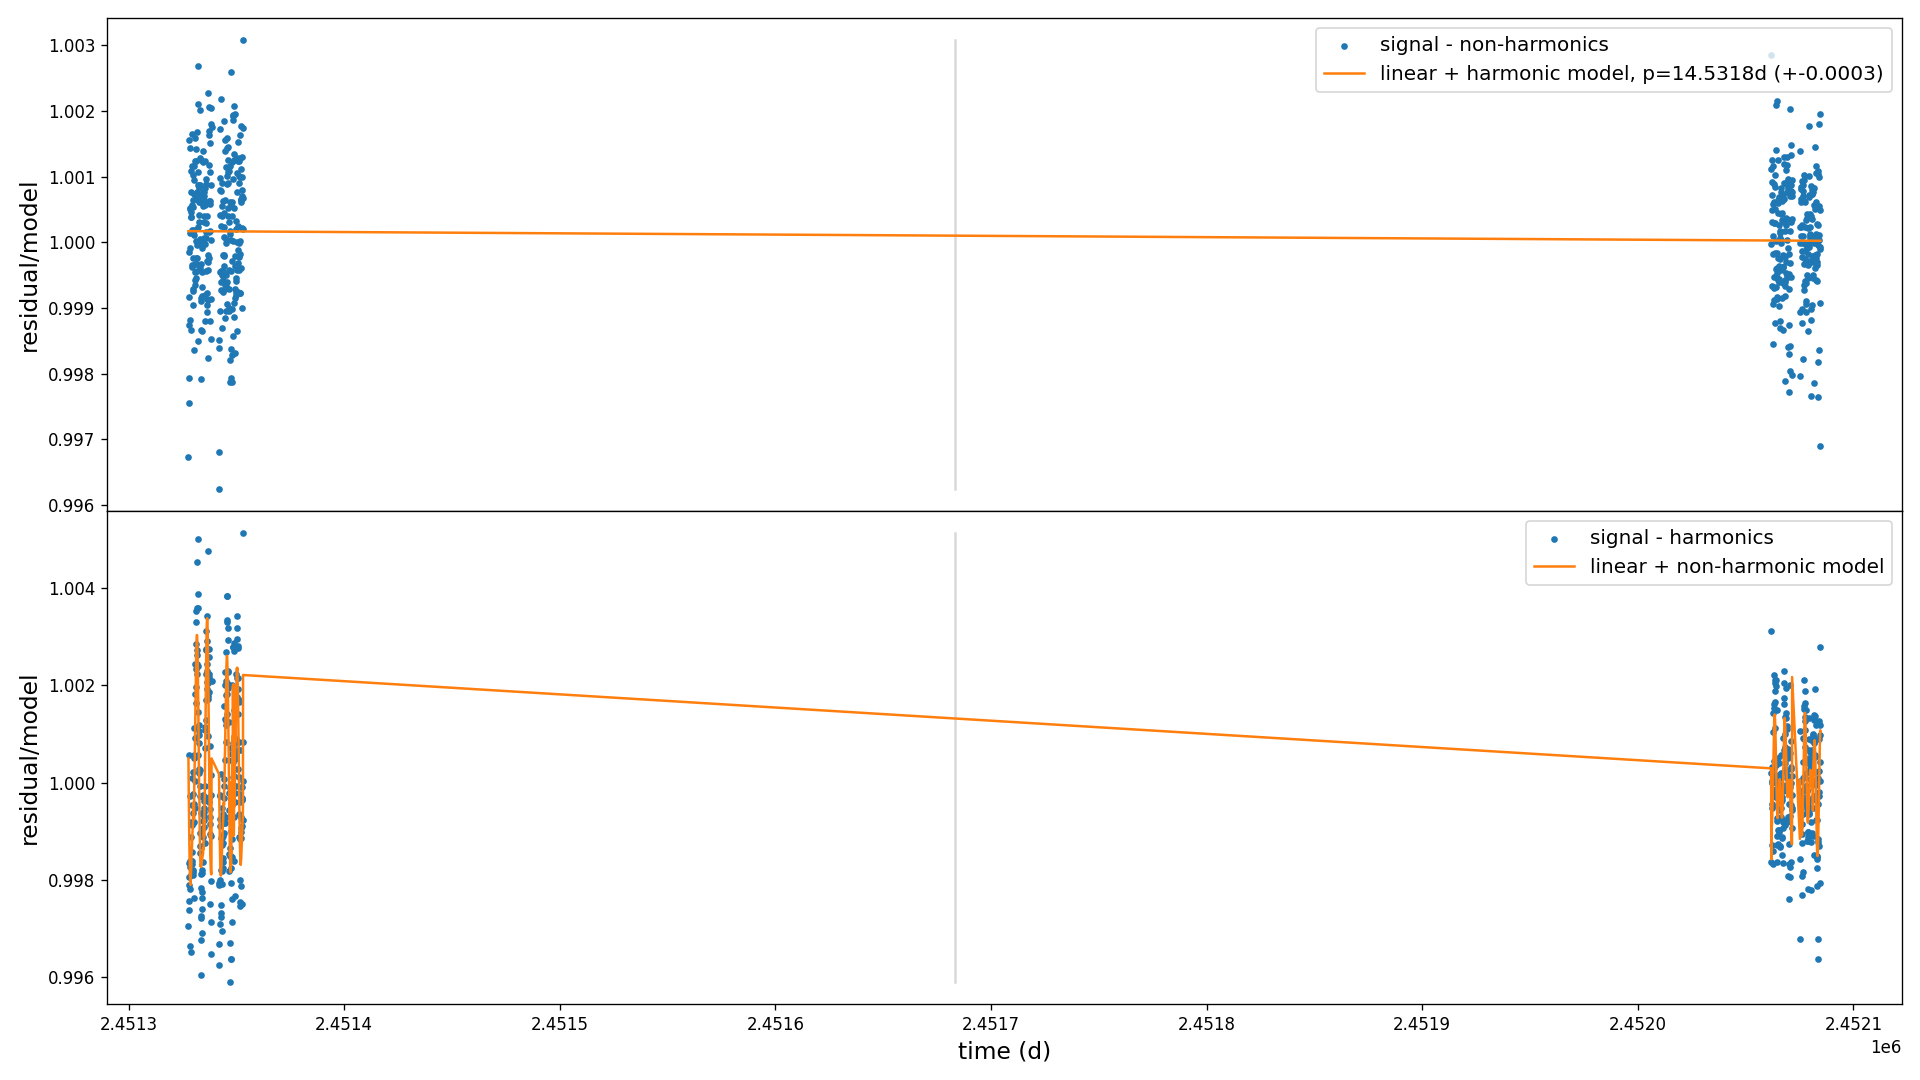 signal - non-harmonics
linear + harmonic model, p=14.5318d (+-0.0003)
residual/model
1.003
1.002
1.001
1.000
0.999
0.998
0.997
0.996
signal - harmonics
linear + non-harmonic model
residual/model
1.004
1.002
1.000
0.998
0.996
2.4513
2.4514
2.4515
2.4516
2.4517
2.4518
2.4519
2.4520
2.4521
1e6
time (d)